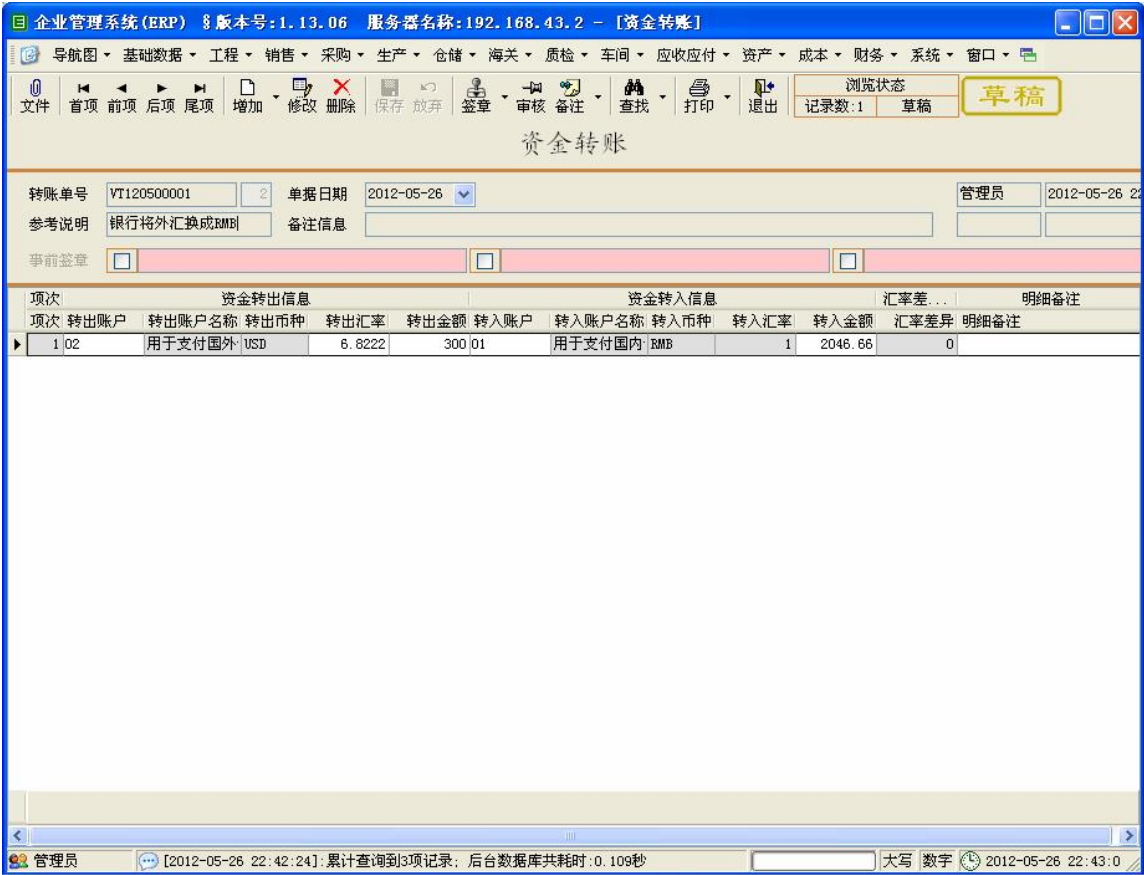 企业管理系统(ERP) §版本号:1.13.06 服务器名称:192.168.43.2 - [资金转账]
导航图 基础数据 工程 销售 采购 生产 仓储 海关 质检 车间 应收应付 资产 成本 财务 系统 窗口
文件 首项 前项 后项 尾项 增加 修改 删除 保存 放弃 签章 审核 备注 查找 打印 退出
浏览状态
记录数:1 草稿
草稿
资金转账
转账单号 VT120500001 2 单据日期 2012-05-26 管理员 2012-05-26 22
参考说明 银行将外汇换成RMB 备注信息
项次 资金转出信息 资金转入信息 汇率差... 明细备注
项次 转出账户 转出账户名称 转出币种 转出汇率 转出金额 转入账户 转入账户名称 转入币种 转入汇率 转入金额 汇率差异 明细备注
1 02 用于支付国外 USD 6.8222 300 01 用于支付国内 RMB 1 2046.66 0
管理员 [2012-05-26 22:42:24]:累计查询到3项记录; 后台数据库共耗时:0.109秒 大写 数字 2012-05-26 22:43:0